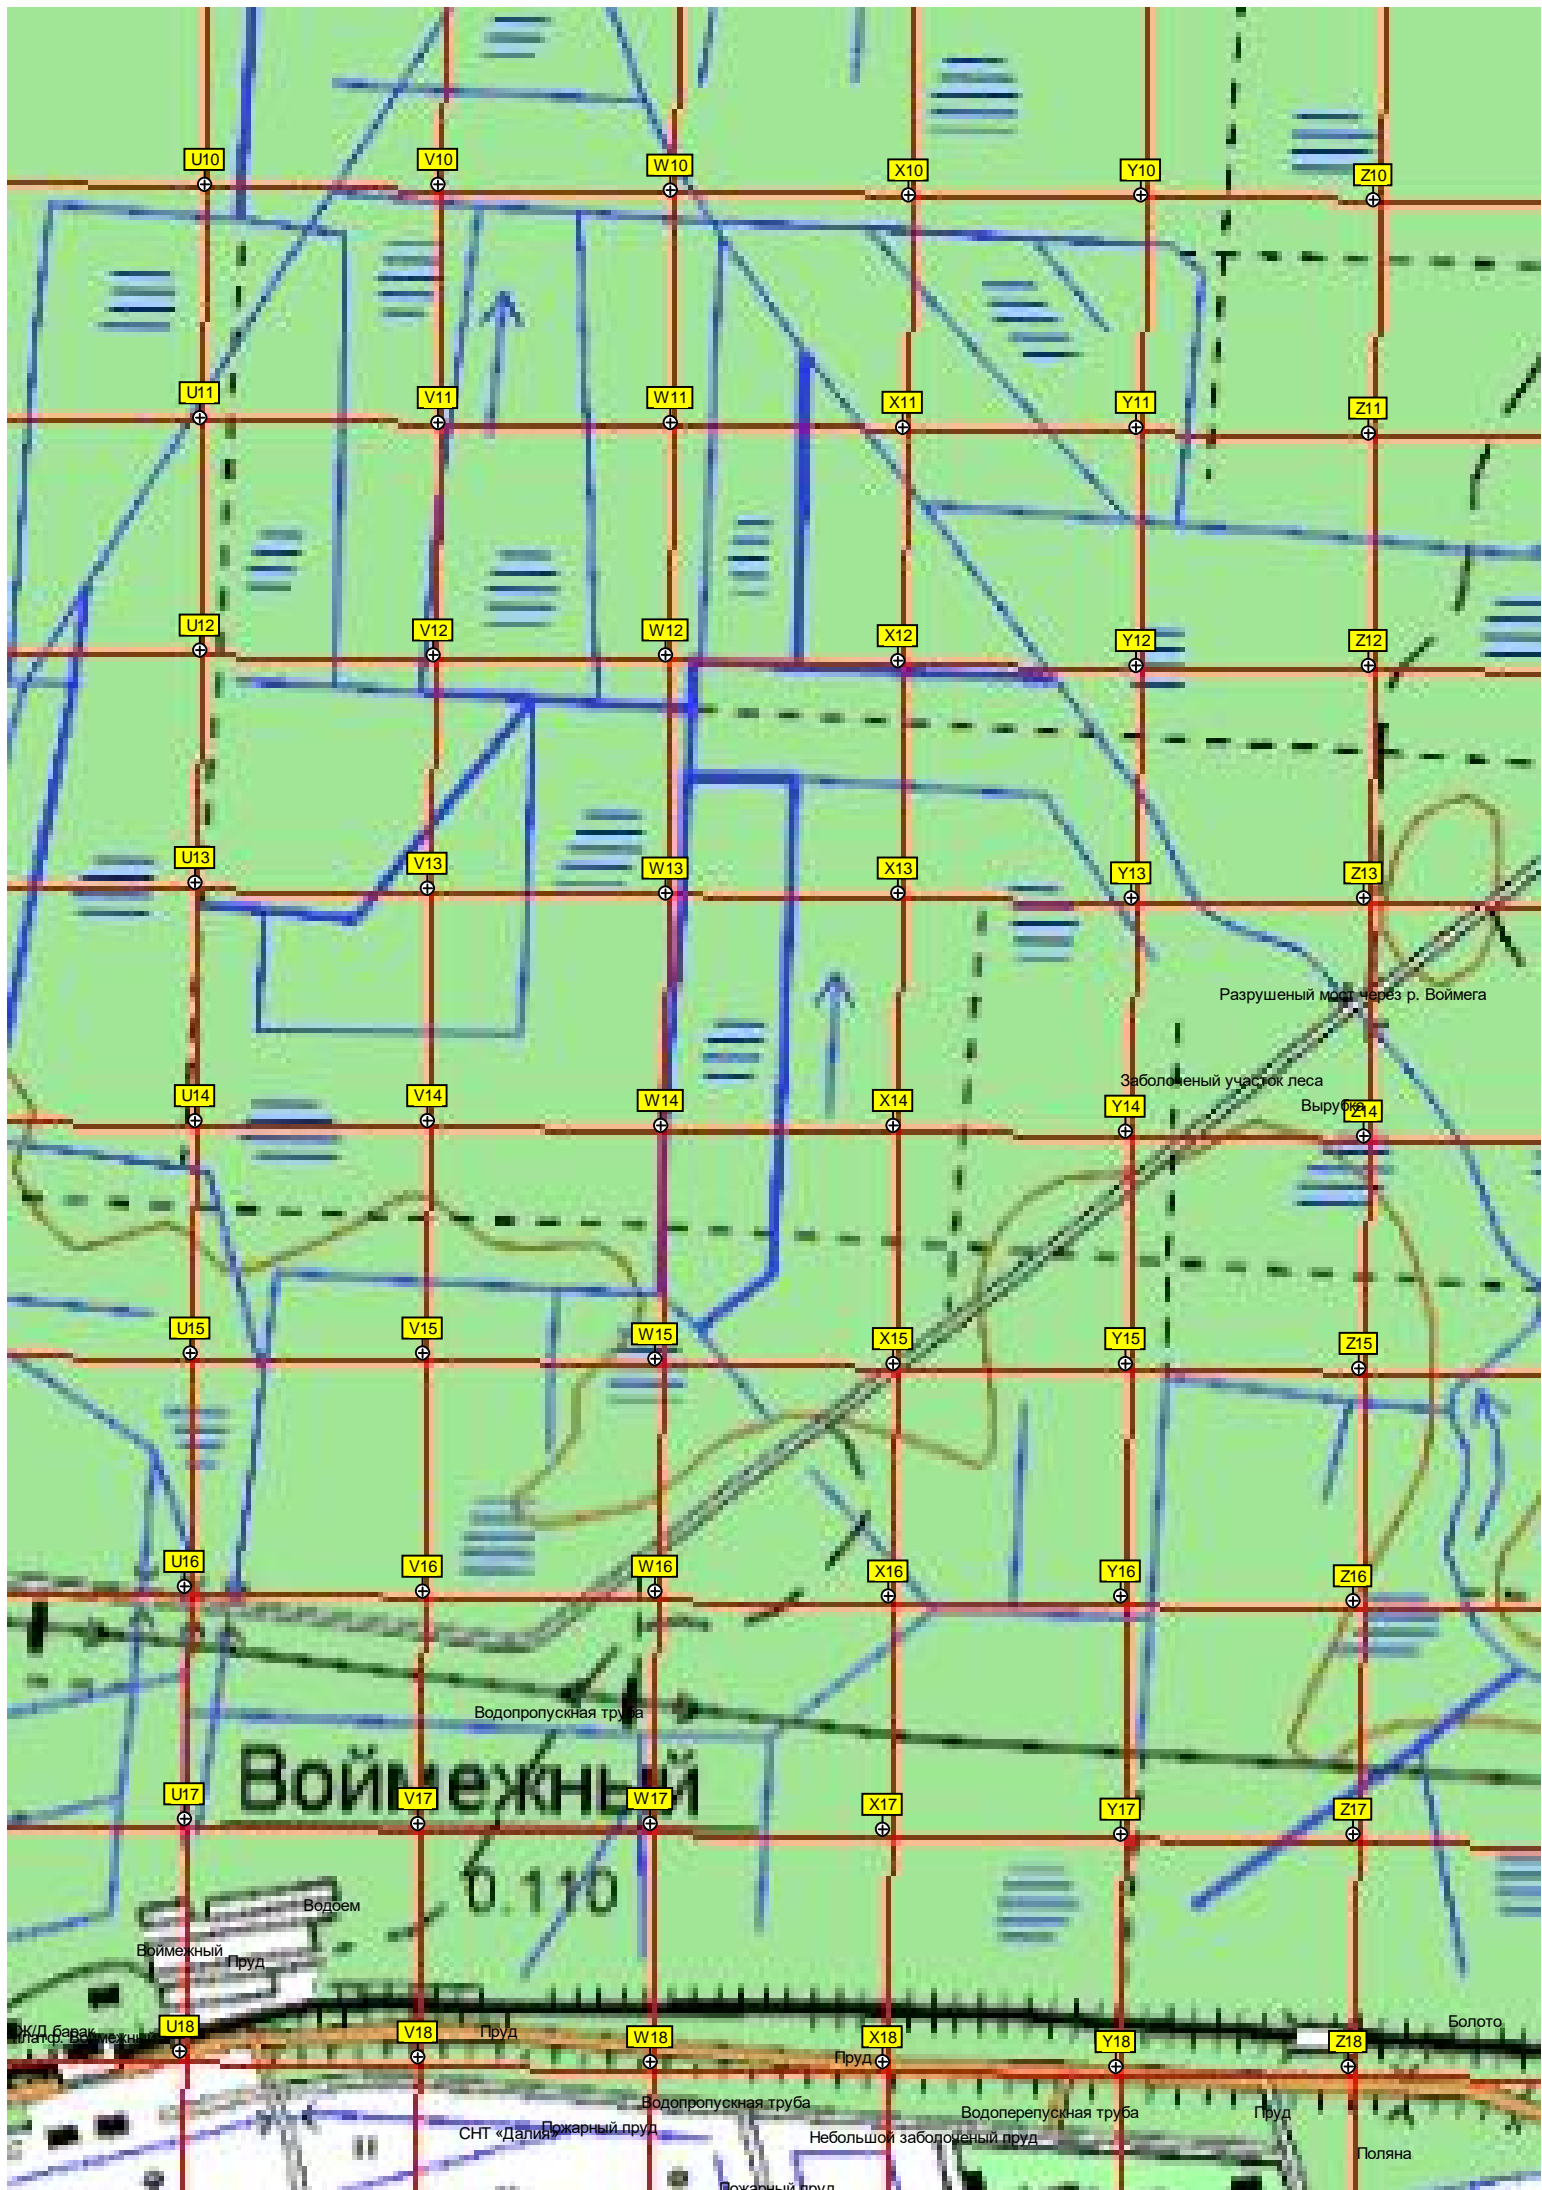 U10 V10 W10 X10 Y10 Z10
U11 V11 W11 X11 Y11 Z11
U12 V12 W12 X12 Y12 Z12
U13 V13 W13 X13 Y13 Z13
Разрушеный мост через р. Воймега
Заболоченый участок леса
Вырубка
U14 V14 W14 X14 Y14 Z14
U15 V15 W15 X15 Y15 Z15
U16 V16 W16 X16 Y16 Z16
Водопропускная труба
Воймежный
U17 V17 W17 X17 Y17 Z17
0.110
Водоем
Воймежный
Пруд
Ж/Д барак
Платф. Воймежный
U18 V18 W18 X18 Y18 Z18
Пруд
Болото
Пруд
Водопропускная труба
Водоперепускная труба
Пруд
СНТ «Далия»
Пожарный пруд
Небольшой заболоченый пруд
Поляна
Пожарный пруд